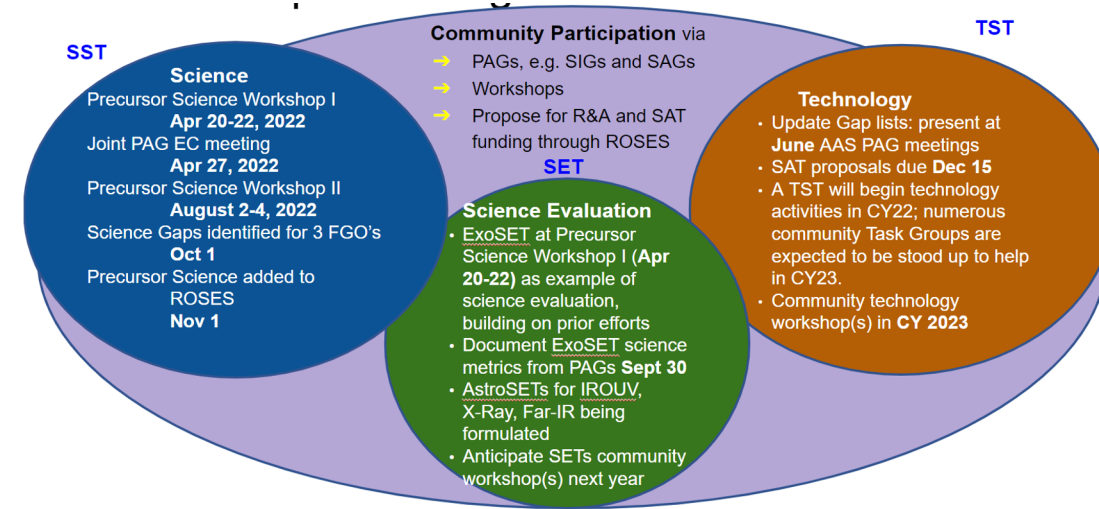 SST
Science
Precursor Science Workshop I
Apr 20-22, 2022
Joint PAG EC meeting
Apr 27, 2022
Precursor Science Workshop II
August 2-4, 2022
Science Gaps identified for 3 FGO's
Oct 1
Precursor Science added to
ROSES
Nov 1
Community Participation via
➔ PAGs, e.g. SIGs and SAGs
➔ Workshops
➔ Propose for R&A and SAT
funding through ROSES
SET
Science Evaluation
• ExoSET at Precursor
Science Workshop I (Apr
20-22) as example of
science evaluation,
building on prior efforts
• Document ExoSET science
metrics from PAGs Sept 30
• AstroSETs for IROUV,
X-Ray, Far-IR being
formulated
• Anticipate SETs community
workshop(s) next year
TST
Technology
• Update Gap lists: present at
June AAS PAG meetings
• SAT proposals due Dec 15
• A TST will begin technology
activities in CY22; numerous
community Task Groups are
expected to be stood up to help
in CY23.
• Community technology
workshop(s) in CY 2023